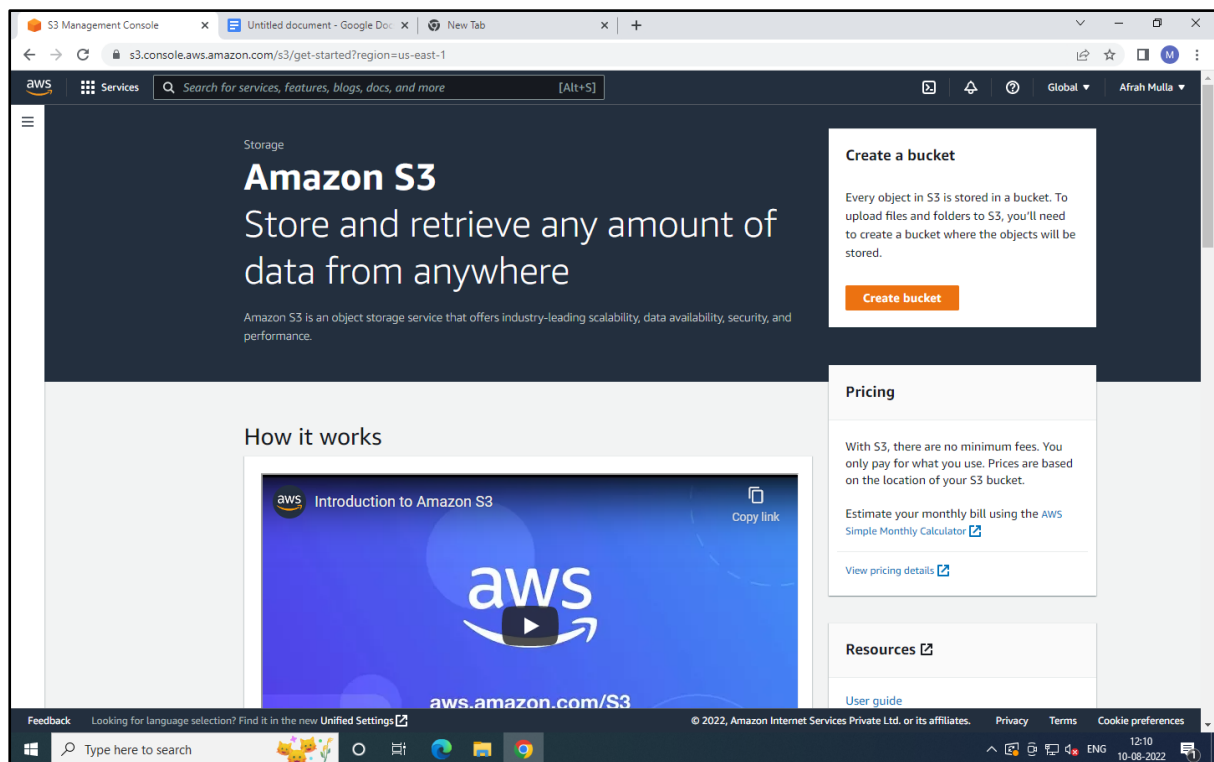 S3 Management Console
Untitled document - Google Doc
New Tab
s3.console.aws.amazon.com/s3/get-started?region=us-east-1
M
aws
Services
Search for services, features, blogs, docs, and more
[Alt+S]
Global
Afrah Mulla
Storage
Amazon S3
Store and retrieve any amount of
data from anywhere
Amazon S3 is an object storage service that offers industry-leading scalability, data availability, security, and
performance.
Create a bucket
Every object in S3 is stored in a bucket. To
upload files and folders to S3, you'll need
to create a bucket where the objects will be
stored.
Create bucket
Pricing
With S3, there are no minimum fees. You
only pay for what you use. Prices are based
on the location of your S3 bucket.
Estimate your monthly bill using the AWS
Simple Monthly Calculator
View pricing details
Resources
User guide
How it works
aws
Introduction to Amazon S3
Copy link
aws
aws.amazon.com/S3
Feedback
Looking for language selection? Find it in the new Unified Settings
© 2022, Amazon Internet Services Private Ltd. or its affiliates.
Privacy
Terms
Cookie preferences
Type here to search
ENG
12:10
10-08-2022
1